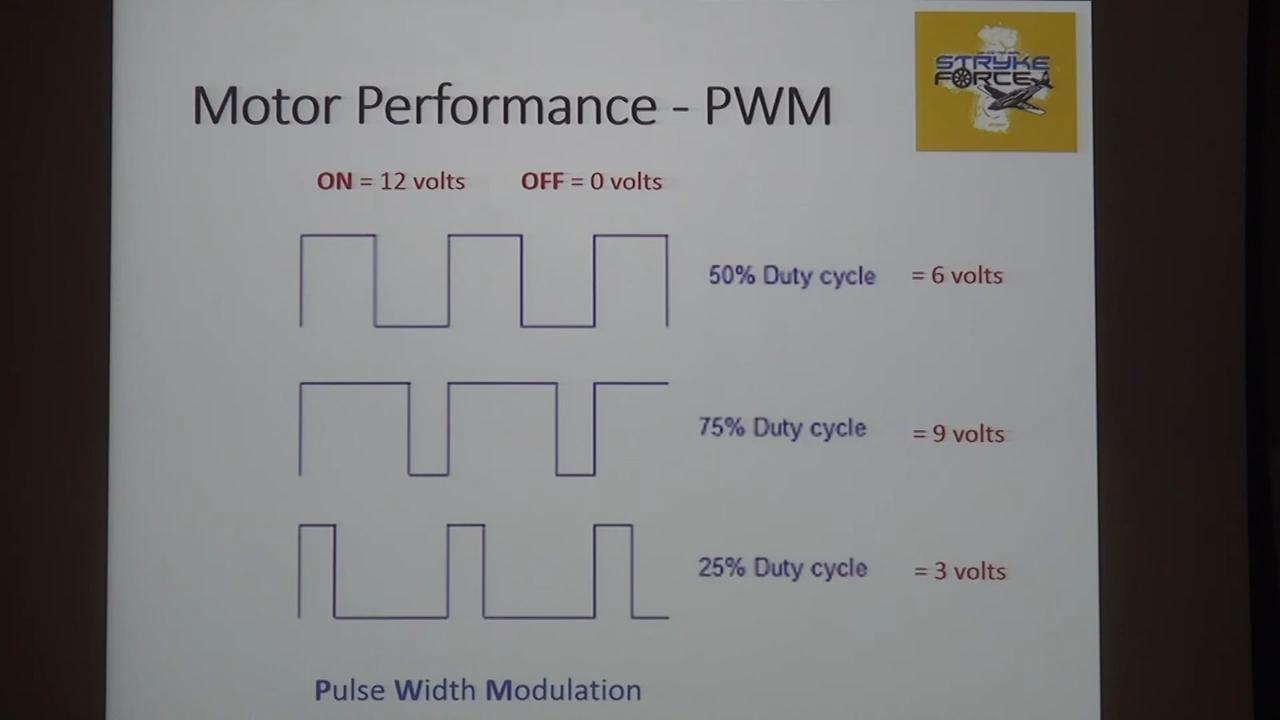 STRYKE
FORCE
Motor Performance - PWM
ON = 12 volts OFF = 0 volts
50% Duty cycle = 6 volts
75% Duty cycle = 9 volts
25% Duty cycle = 3 volts
Pulse Width Modulation